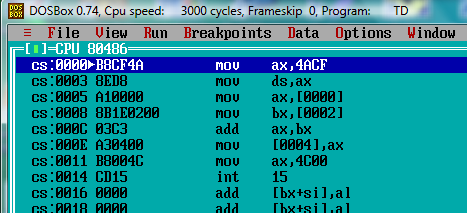 DOS BOX DOSBox 0.74, Cpu speed: 3000 cycles, Frameskip 0, Program: TD
≡ File View Run Breakpoints Data Options Window
[■]=CPU 80486
cs:0000►B8CF4A mov ax,4ACF
cs:0003 8ED8 mov ds,ax
cs:0005 A10000 mov ax,[0000]
cs:0008 8B1E0200 mov bx,[0002]
cs:000C 03C3 add ax,bx
cs:000E A30400 mov [0004],ax
cs:0011 B8004C mov ax,4C00
cs:0014 CD15 int 15
cs:0016 0000 add [bx+si],al
cs:0018 0000 add [bx+si],al